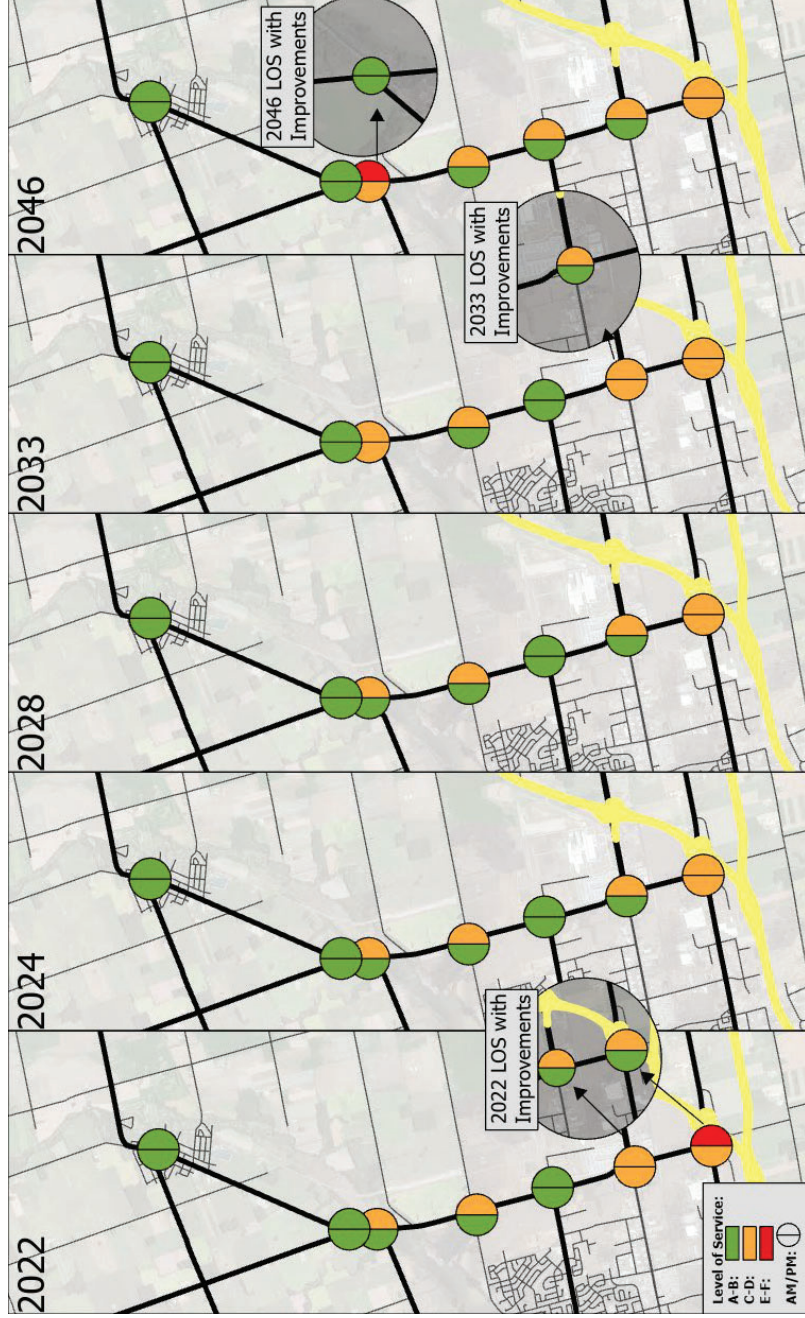 2022
2024
2028
2033
2046
2022 LOS with
Improvements
2033 LOS with
Improvements
2046 LOS with
Improvements
Level of Service:
A-B:
C-D:
E-F:
AM/PM: